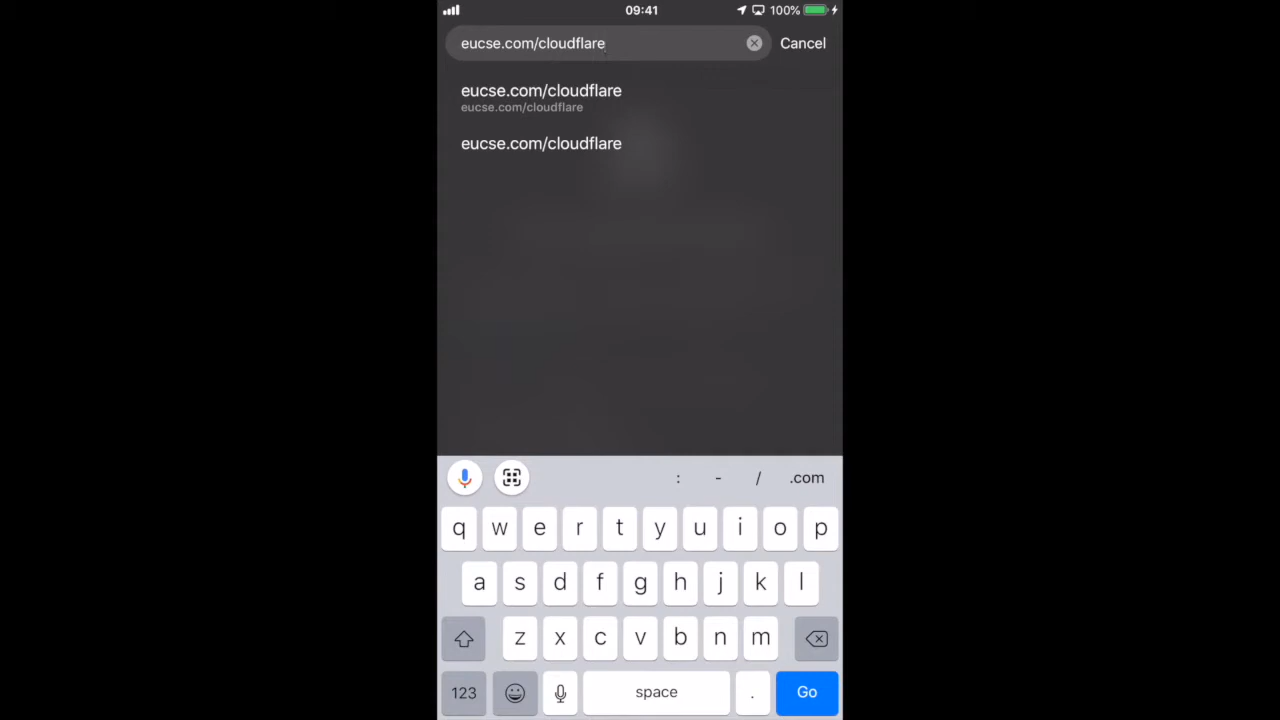 09:41 100%
eucse.com/cloudflare Cancel
eucse.com/cloudflare
eucse.com/cloudflare
eucse.com/cloudflare
: - / .com
q w e r t y u i o p
a s d f g h j k l
z x c v b n m
123 space . Go